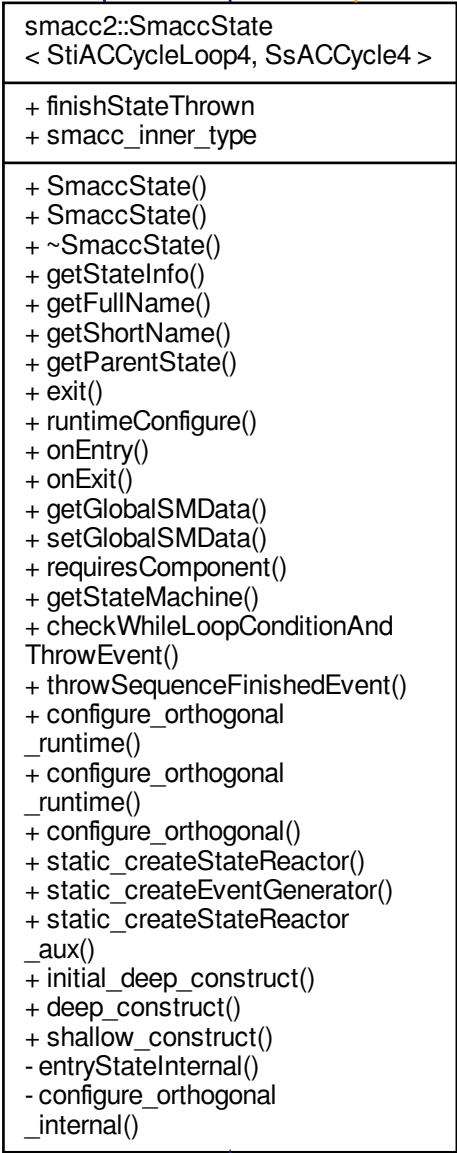 smacc2::SmaccState
< StiACCycleLoop4, SsACCycle4 >
+ finishStateThrown
+ smacc_inner_type
+ SmaccState()
+ SmaccState()
+ ~SmaccState()
+ getStateInfo()
+ getFullName()
+ getShortName()
+ getParentState()
+ exit()
+ runtimeConfigure()
+ onEntry()
+ onExit()
+ getGlobalSMData()
+ setGlobalSMData()
+ requiresComponent()
+ getStateMachine()
+ checkWhileLoopConditionAnd
ThrowEvent()
+ throwSequenceFinishedEvent()
+ configure_orthogonal
_runtime()
+ configure_orthogonal
_runtime()
+ configure_orthogonal()
+ static_createStateReactor()
+ static_createEventGenerator()
+ static_createStateReactor
_aux()
+ initial_deep_construct()
+ deep_construct()
+ shallow_construct()
- entryStateInternal()
- configure_orthogonal
_internal()